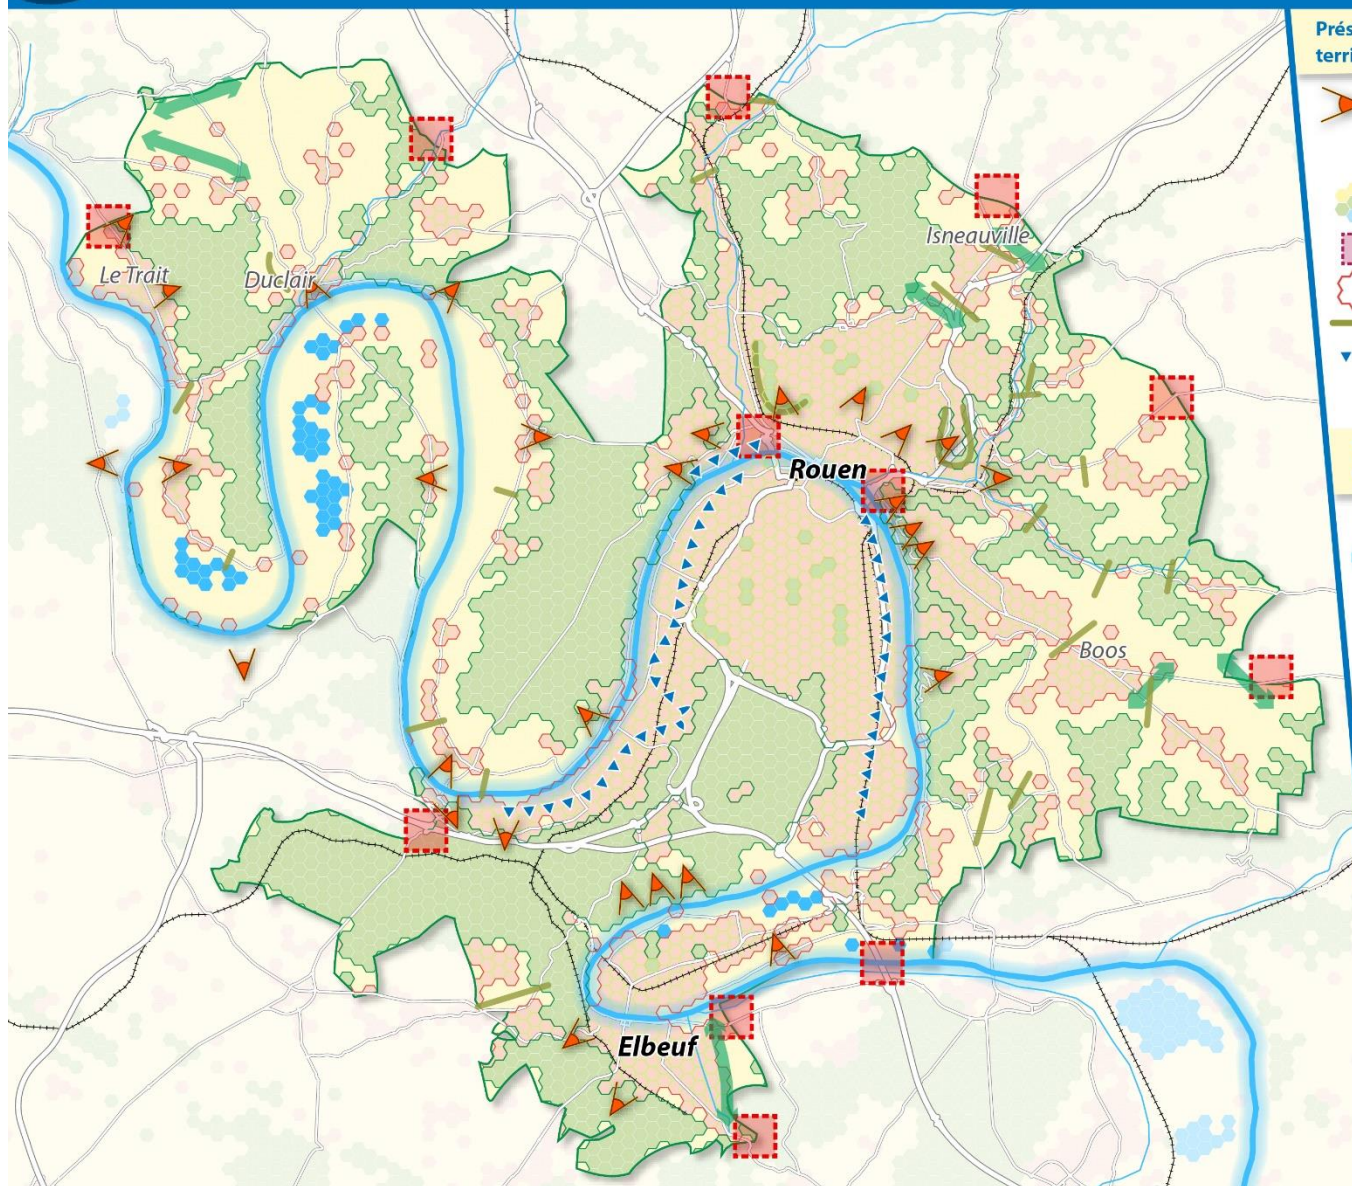 Prés
terri
Isneauville
Le Trait
Duclair
Rouen
Boos
Elbeuf